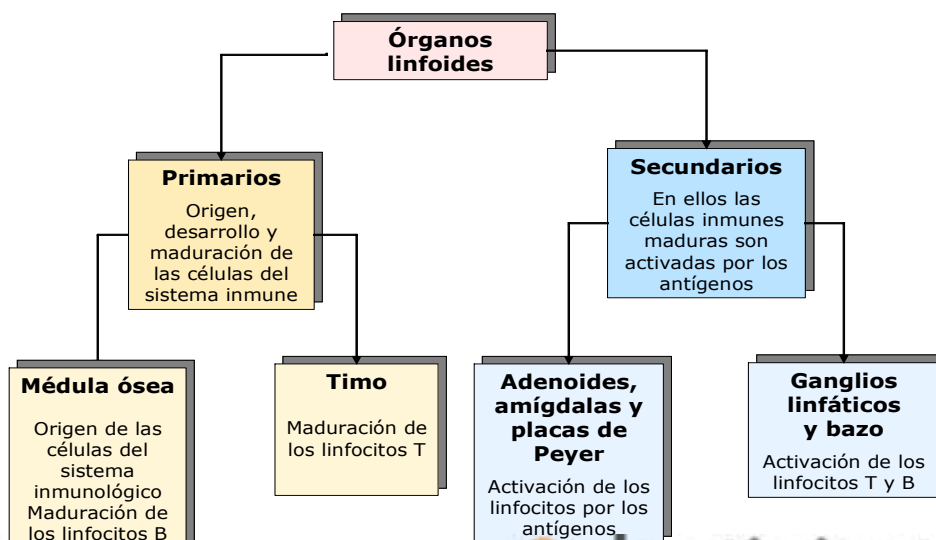 Órganos
linfoides
Primarios
Origen,
desarrollo y
maduración de
las células del
sistema inmune
Secundarios
En ellos las
células inmunes
maduras son
activadas por los
antígenos
Médula ósea
Origen de las
células del
sistema
inmunológico
Maduración de
los linfocitos B
Timo
Maduración de
los linfocitos T
Adenoides,
amígdalas y
placas de
Peyer
Activación de los
linfocitos por los
antígenos
Ganglios
linfáticos
y bazo
Activación de los
linfocitos T y B